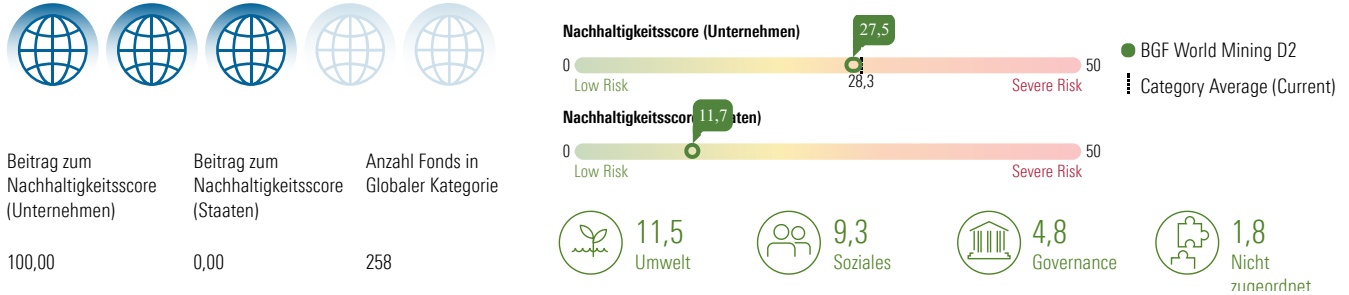 Beitrag zum
Nachhaltigkeitsscore
(Unternehmen)
100,00
Beitrag zum
Nachhaltigkeitsscore
(Staaten)
0,00
Anzahl Fonds in
Globaler Kategorie
258
Nachhaltigkeitsscore (Unternehmen)
27,5
0
50
28,3
Low Risk
Severe Risk
Nachhaltigkeitsscore
11,7
aten)
0
50
Low Risk
Severe Risk
BGF World Mining D2
Category Average (Current)
11,5
Umwelt
9,3
Soziales
4,8
Governance
1,8
Nicht
zugeordnet